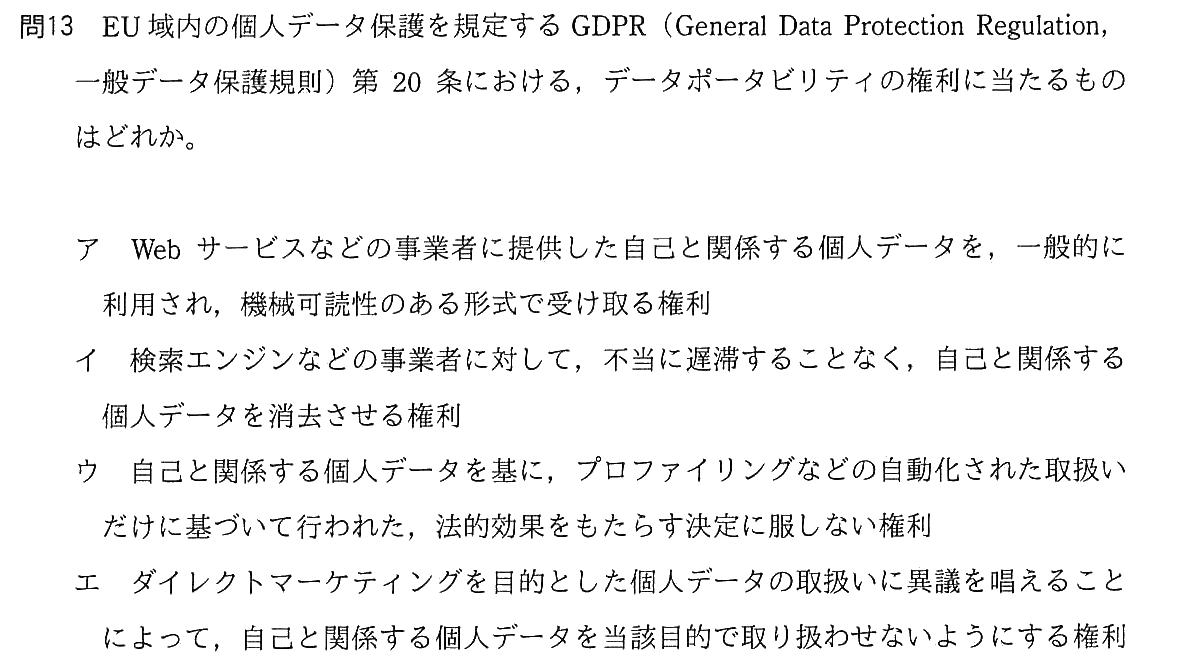 問13 EU 域内の個人データ保護を規定する GDPR（General Data Protection Regulation,
一般データ保護規則）第 20 条における，データポータビリティの権利に当たるもの
はどれか。
ア Web サービスなどの事業者に提供した自己と関係する個人データを，一般的に
利用され，機械可読性のある形式で受け取る権利
イ 検索エンジンなどの事業者に対して，不当に遅滞することなく，自己と関係する
個人データを消去させる権利
ウ 自己と関係する個人データを基に，プロファイリングなどの自動化された取扱い
だけに基づいて行われた，法的効果をもたらす決定に服しない権利
エ ダイレクトマーケティングを目的とした個人データの取扱いに異議を唱えること
によって，自己と関係する個人データを当該目的で取り扱わせないようにする権利